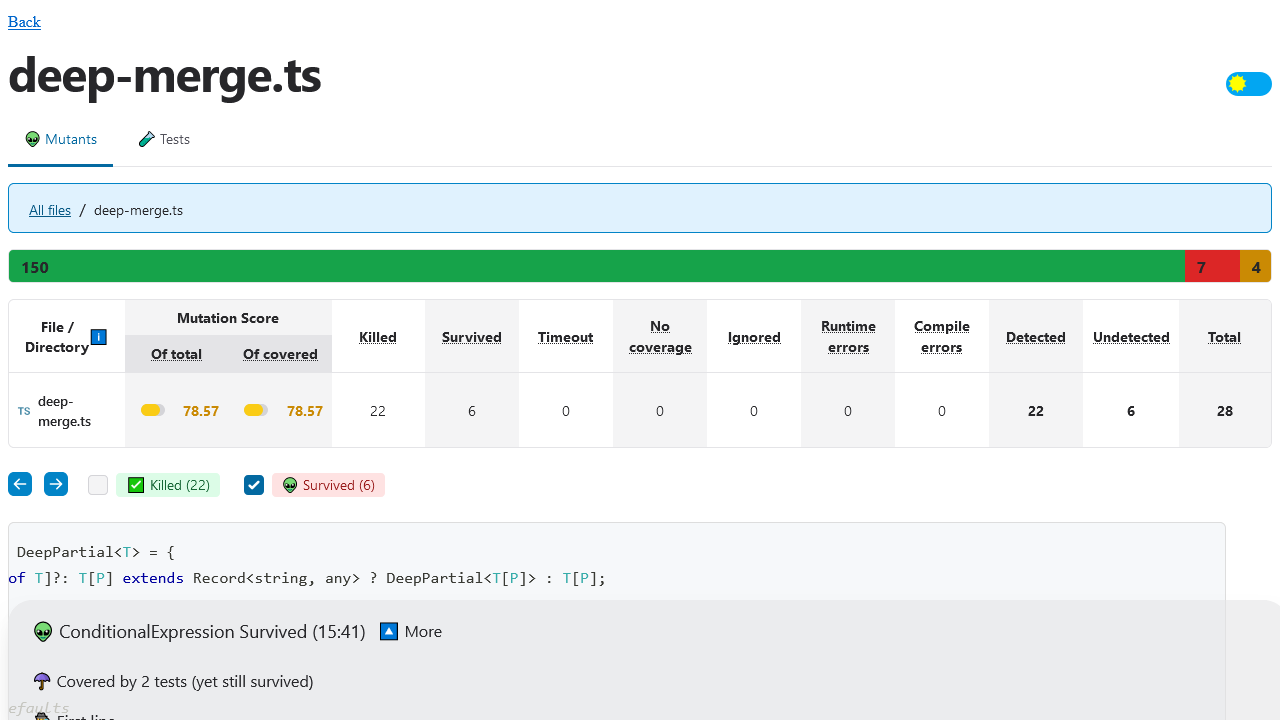 Back
deep-merge.ts
Mutants
Tests
All files / deep-merge.ts
150 7 4
File / Directory
Mutation Score
Of total
Of covered
Killed
Survived
Timeout
No coverage
Ignored
Runtime errors
Compile errors
Detected
Undetected
Total
TS deep-merge.ts 78.57 78.57 22 6 0 0 0 0 0 22 6 28
Killed (22)
Survived (6)
DeepPartial<T> = {
of T]?: T[P] extends Record<string, any> ? DeepPartial<T[P]> : T[P];
ConditionalExpression Survived (15:41) More
Covered by 2 tests (yet still survived)
efaults
First line